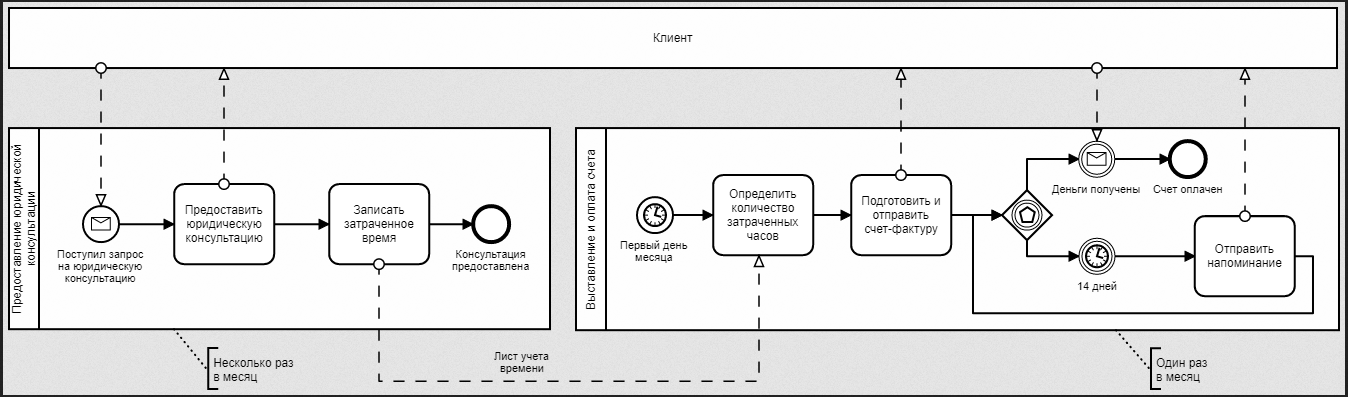 Клиент
Предоставление юридической
консультации
Поступил запрос
на юридическую
консультацию
Предоставить
юридическую
консультацию
Записать
затраченное
время
Консультация
предоставлена
Несколько раз
в месяц
Лист учета
времени
Выставление и оплата счета
Первый день
месяца
Определить
количество
затраченных
часов
Подготовить и
отправить
счет-фактуру
Деньги получены
Счет оплачен
14 дней
Отправить
напоминание
Один раз
в месяц